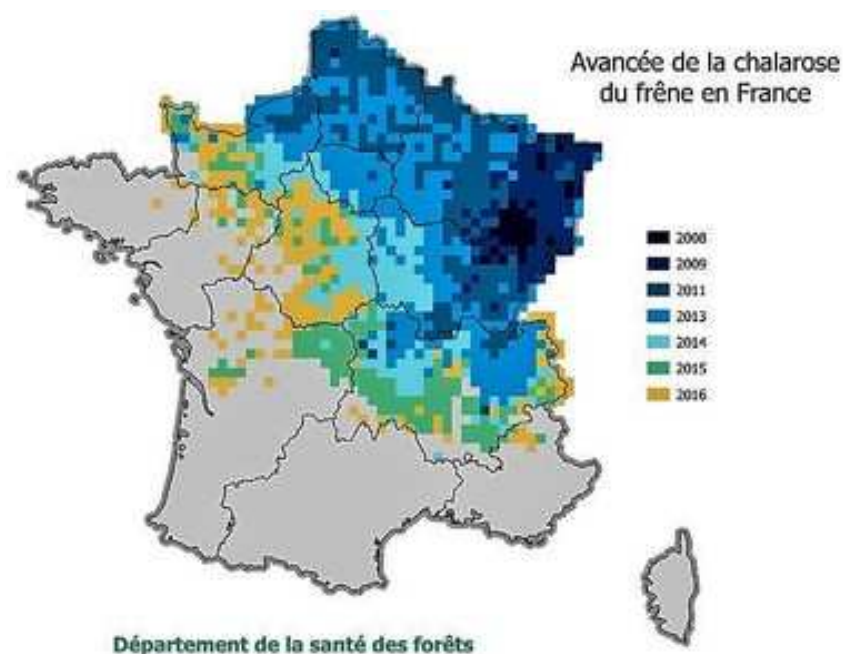 Avancée de la chalarose
du frêne en France
2008
2009
2011
2013
2014
2015
2016
Département de la santé des forêts